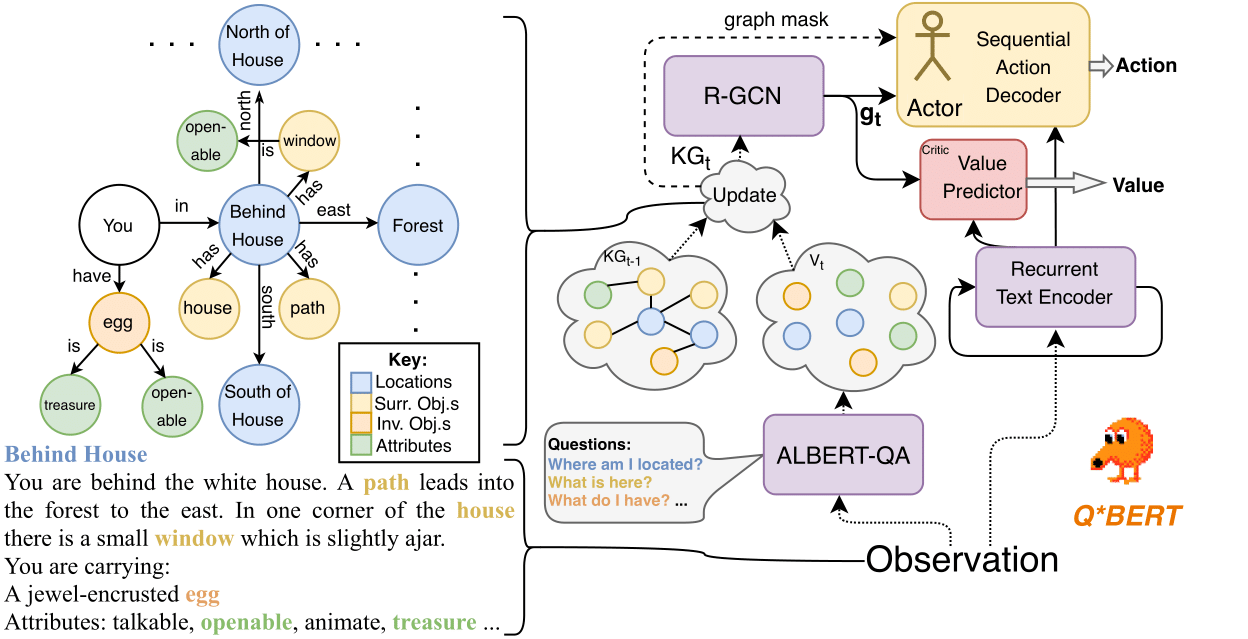 . . .
North of
House
. . .
north
open-
able
is
window
has
You
in
Behind
House
east
Forest
have
has
has
egg
house
south
path
is
is
treasure
open-
able
South of
House
Key:
Locations
Surr. Obj.s
Inv. Obj.s
Attributes
Behind House
You are behind the white house. A path leads into
the forest to the east. In one corner of the house
there is a small window which is slightly ajar.
You are carrying:
A jewel-encrusted egg
Attributes: talkable, openable, animate, treasure ...
graph mask
R-GCN
Sequential
Action
Decoder
Actor
Action
gt
KGt
Critic
Value
Predictor
Value
Update
KGt-1
Vt
Recurrent
Text Encoder
Questions:
Where am I located?
What is here?
What do I have? ...
ALBERT-QA
Q*BERT
Observation